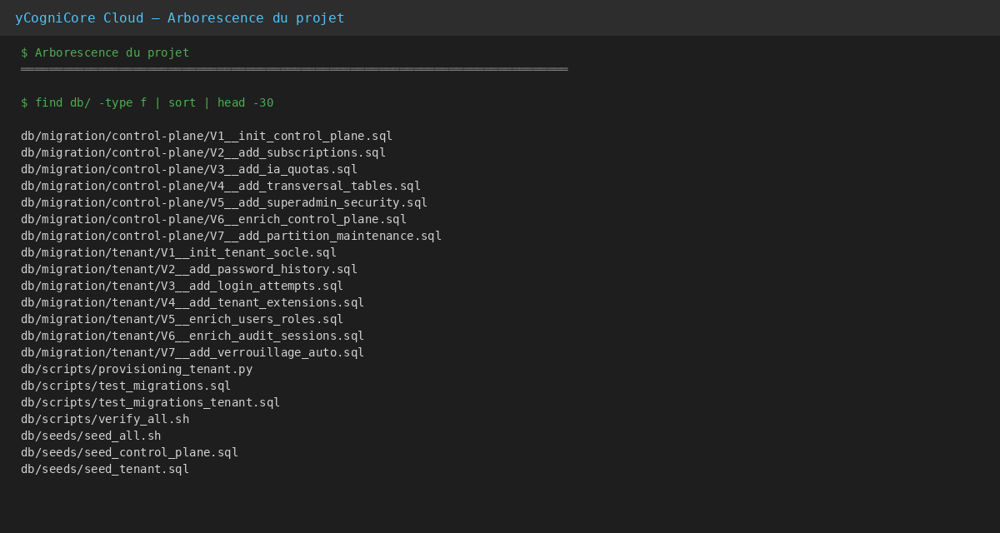 yCogniCore Cloud — Arborescence du projet
$ Arborescence du projet
══════════════════════════════════════════════════════════════════════════════
$ find db/ -type f | sort | head -30
db/migration/control-plane/V1__init_control_plane.sql
db/migration/control-plane/V2__add_subscriptions.sql
db/migration/control-plane/V3__add_ia_quotas.sql
db/migration/control-plane/V4__add_transversal_tables.sql
db/migration/control-plane/V5__add_superadmin_security.sql
db/migration/control-plane/V6__enrich_control_plane.sql
db/migration/control-plane/V7__add_partition_maintenance.sql
db/migration/tenant/V1__init_tenant_socle.sql
db/migration/tenant/V2__add_password_history.sql
db/migration/tenant/V3__add_login_attempts.sql
db/migration/tenant/V4__add_tenant_extensions.sql
db/migration/tenant/V5__enrich_users_roles.sql
db/migration/tenant/V6__enrich_audit_sessions.sql
db/migration/tenant/V7__add_verrouillage_auto.sql
db/scripts/provisioning_tenant.py
db/scripts/test_migrations.sql
db/scripts/test_migrations_tenant.sql
db/scripts/verify_all.sh
db/seeds/seed_all.sh
db/seeds/seed_control_plane.sql
db/seeds/seed_tenant.sql